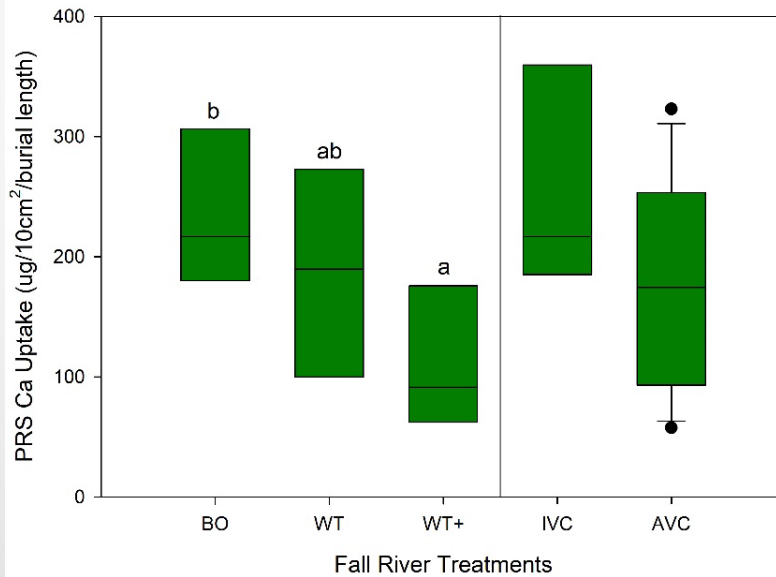 PRS Ca Uptake (ug/10cm²/burial length)
400
300
200
100
0
b
ab
a
BO WT WT+ IVC AVC
Fall River Treatments